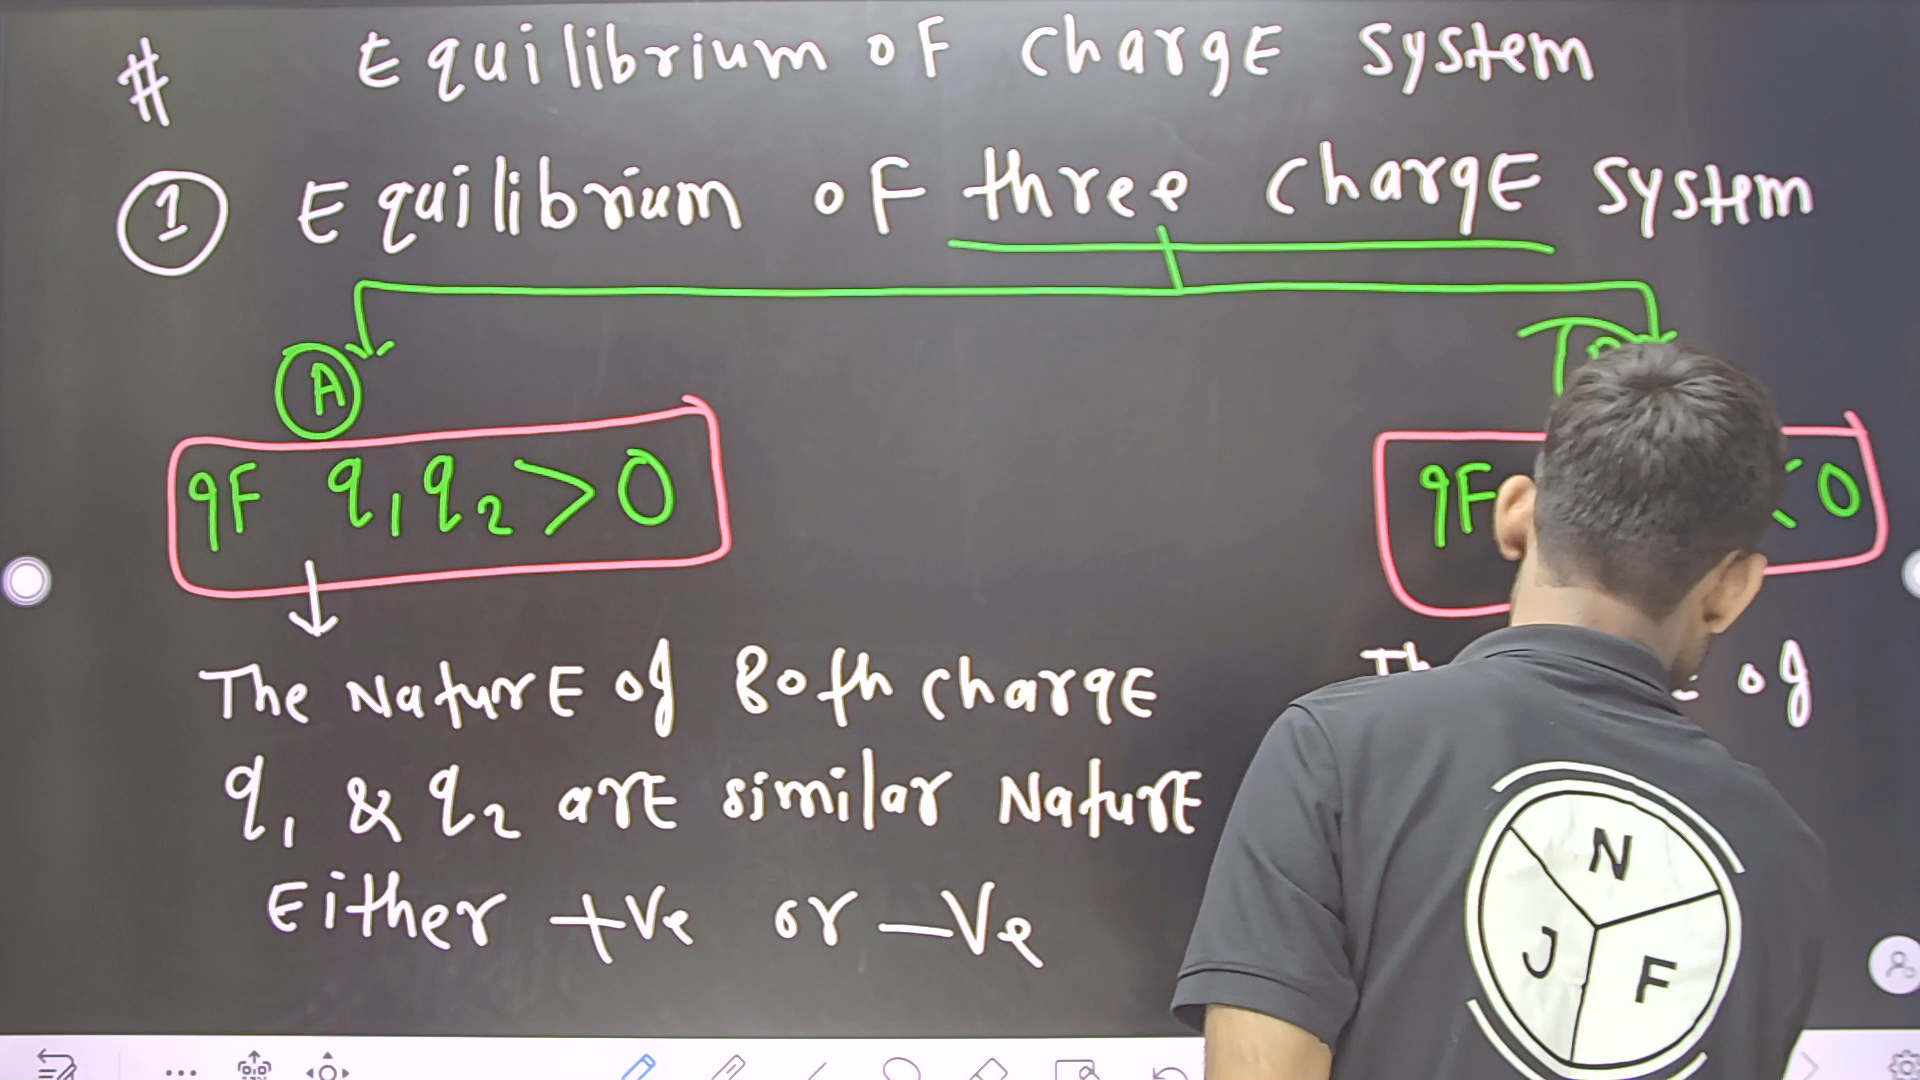 # Equilibrium of charge system
① Equilibrium of three charge system
A
If q₁q₂ > 0
The Nature of Both charge
q₁ & q₂ are similar Nature
Either +ve or -ve
If < 0
of
N
J F